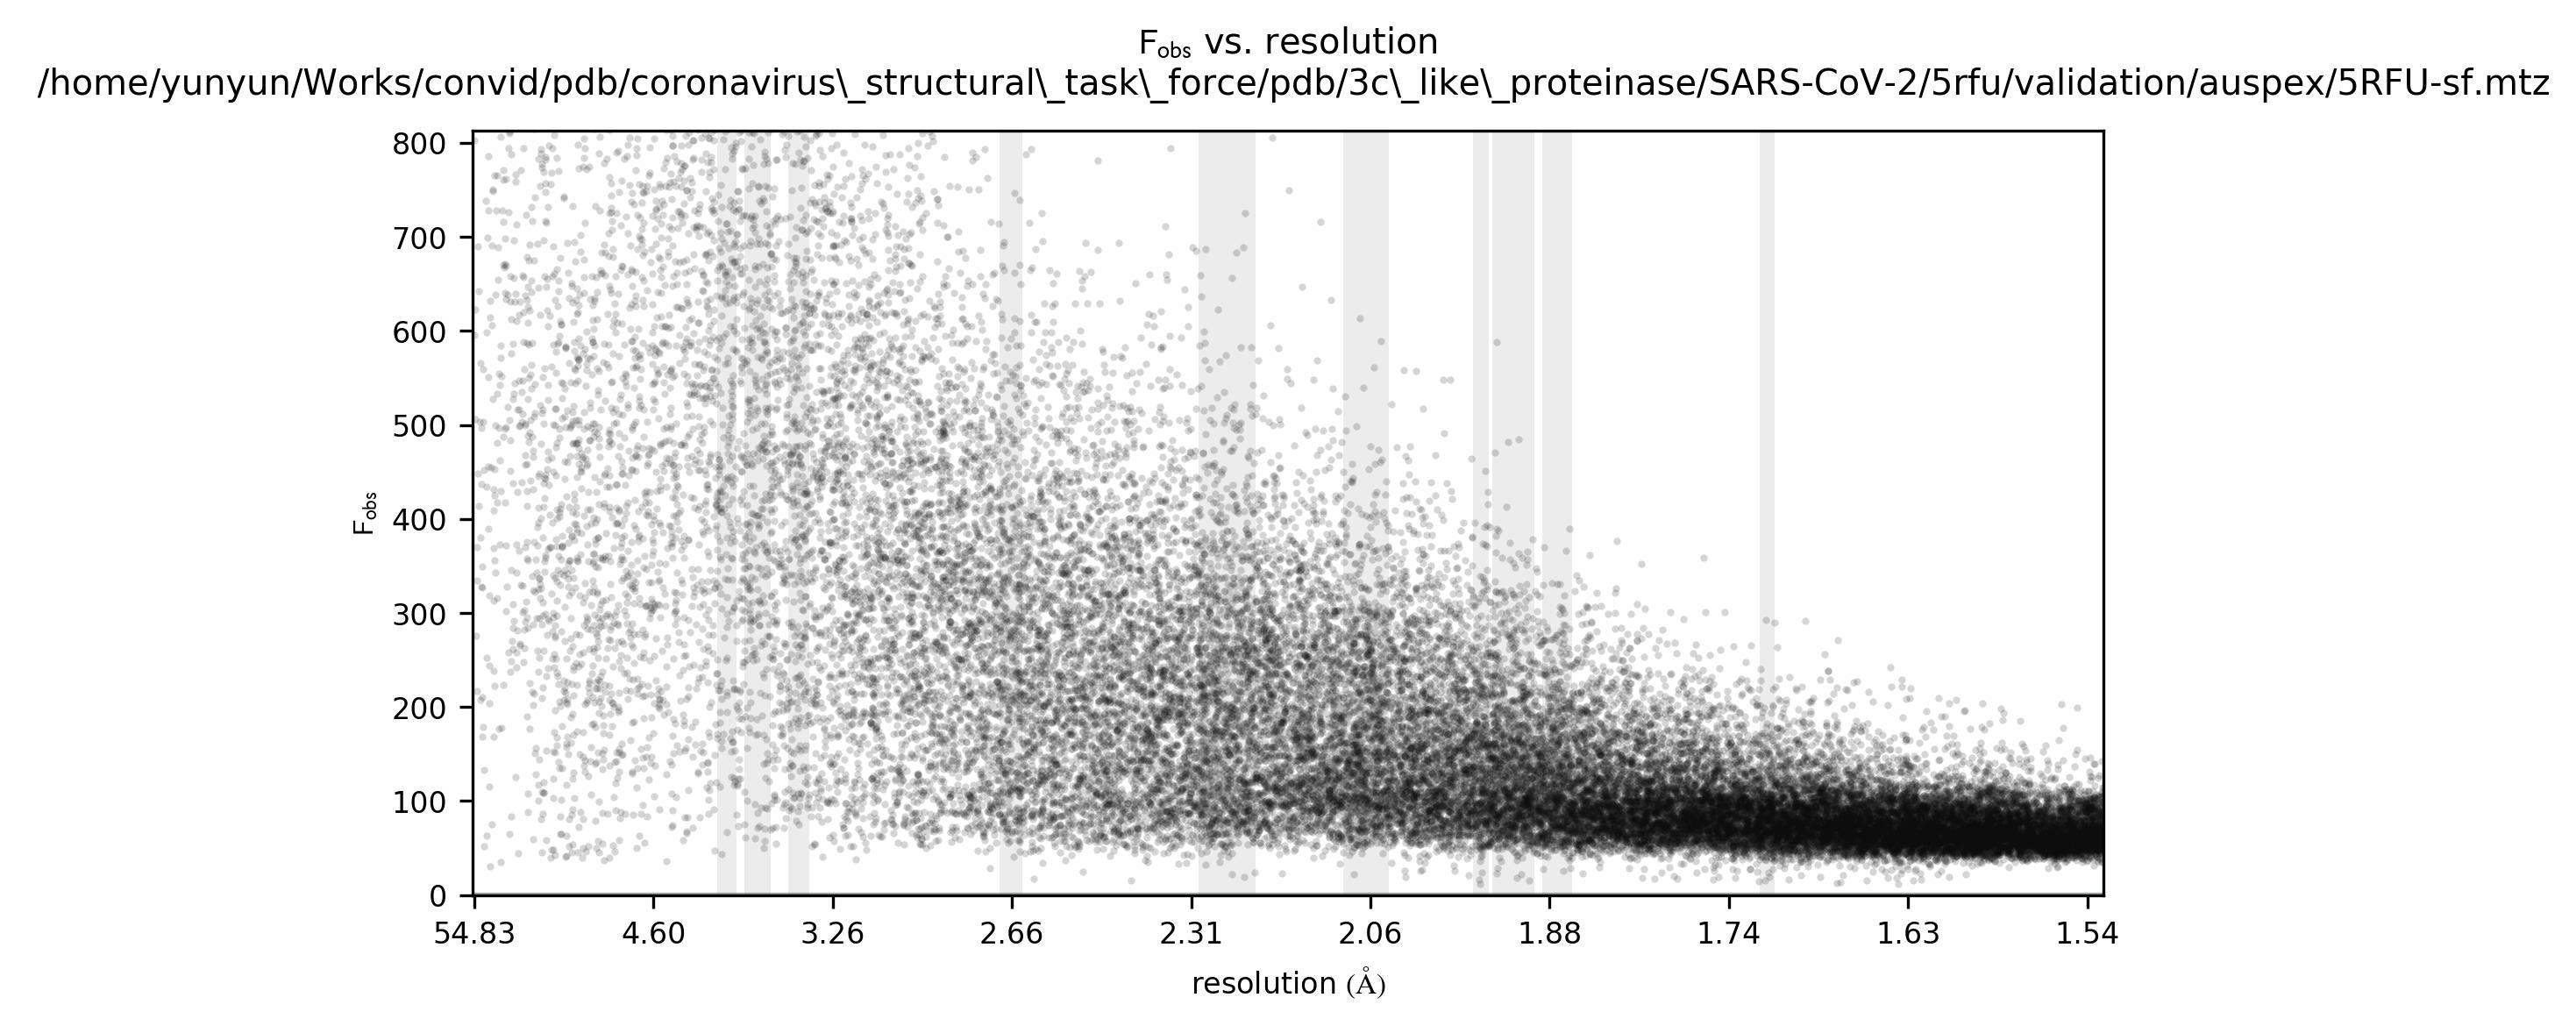 Fobs vs. resolution
/home/yunyun/Works/convid/pdb/coronavirus\_structural\_task\_force/pdb/3c\_like\_proteinase/SARS-CoV-2/5rfu/validation/auspex/5RFU-sf.mtz
800
700
600
500
400
300
200
100
0
Fobs
54.83 4.60 3.26 2.66 2.31 2.06 1.88 1.74 1.63 1.54
resolution (Å)